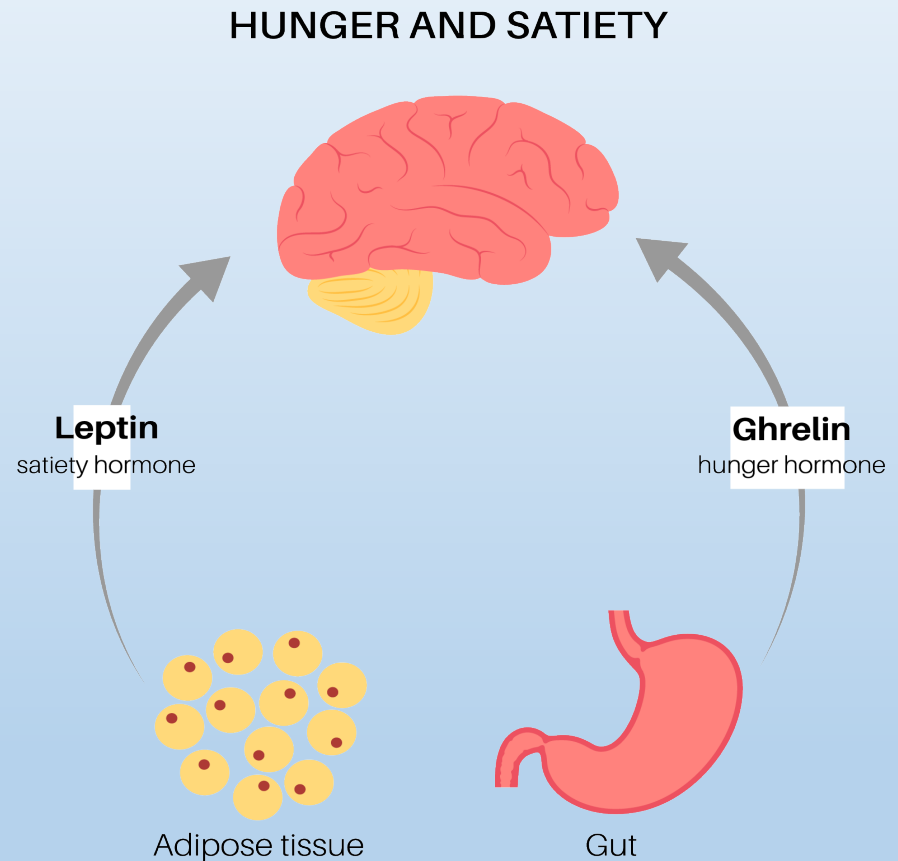 HUNGER AND SATIETY
Leptin
satiety hormone
Ghrelin
hunger hormone
Adipose tissue
Gut